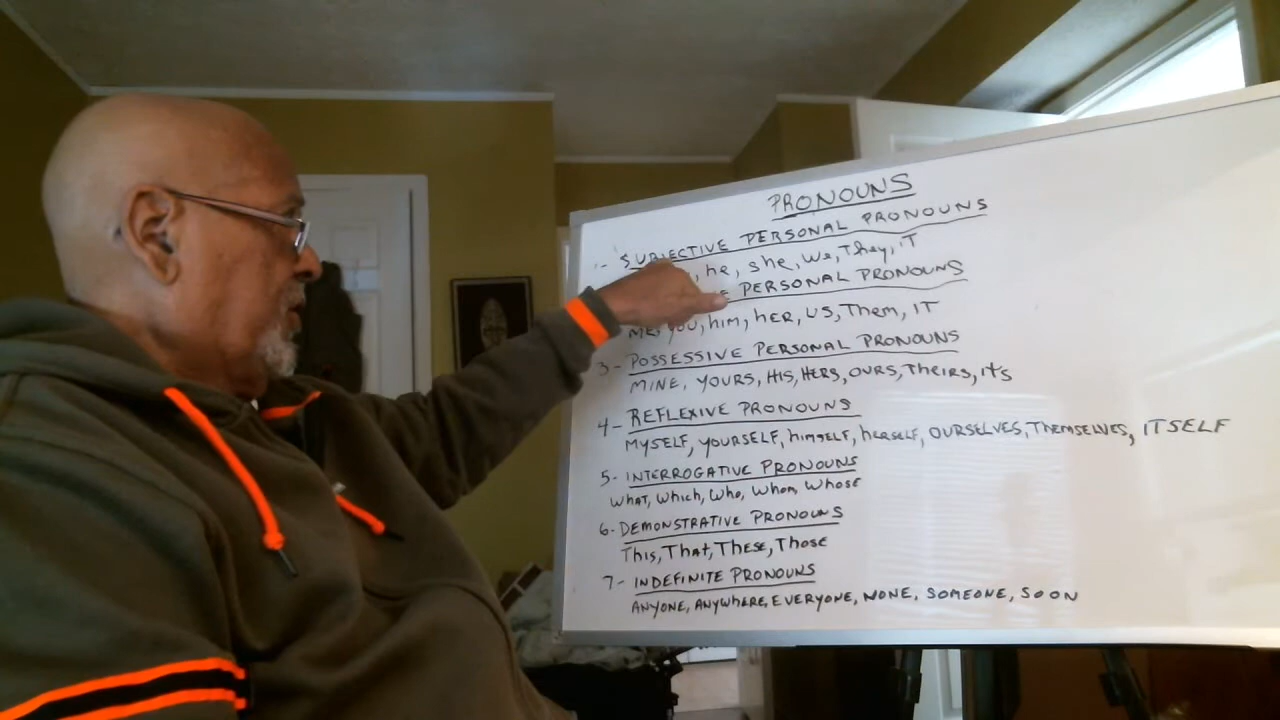 PRONOUNS
1- SUBJECTIVE PERSONAL PRONOUNS
, he, she, We, They, IT
PERSONAL PRONOUNS
ME, YOU, him, hER, US, Them, IT
3- POSSESSIVE PERSONAL PRONOUNS
MINE, YOURS, HIS, HERS, OURS, THEIRS, IT'S
4- REFLEXIVE PRONOUNS
MYSELF, YOURSELF, himself, hERSELF, OURSELVES, ThEMSELVES, ITSELF
5- INTERROGATIVE PRONOUNS
WHAT, Which, Who, Whom, Whose
6- DEMONSTRATIVE PRONOUNS
This, That, These, Those
7- INDEFINITE PRONOUNS
ANYONE, ANYWHERE, EVERYONE, NONE, SOMEONE, SOON